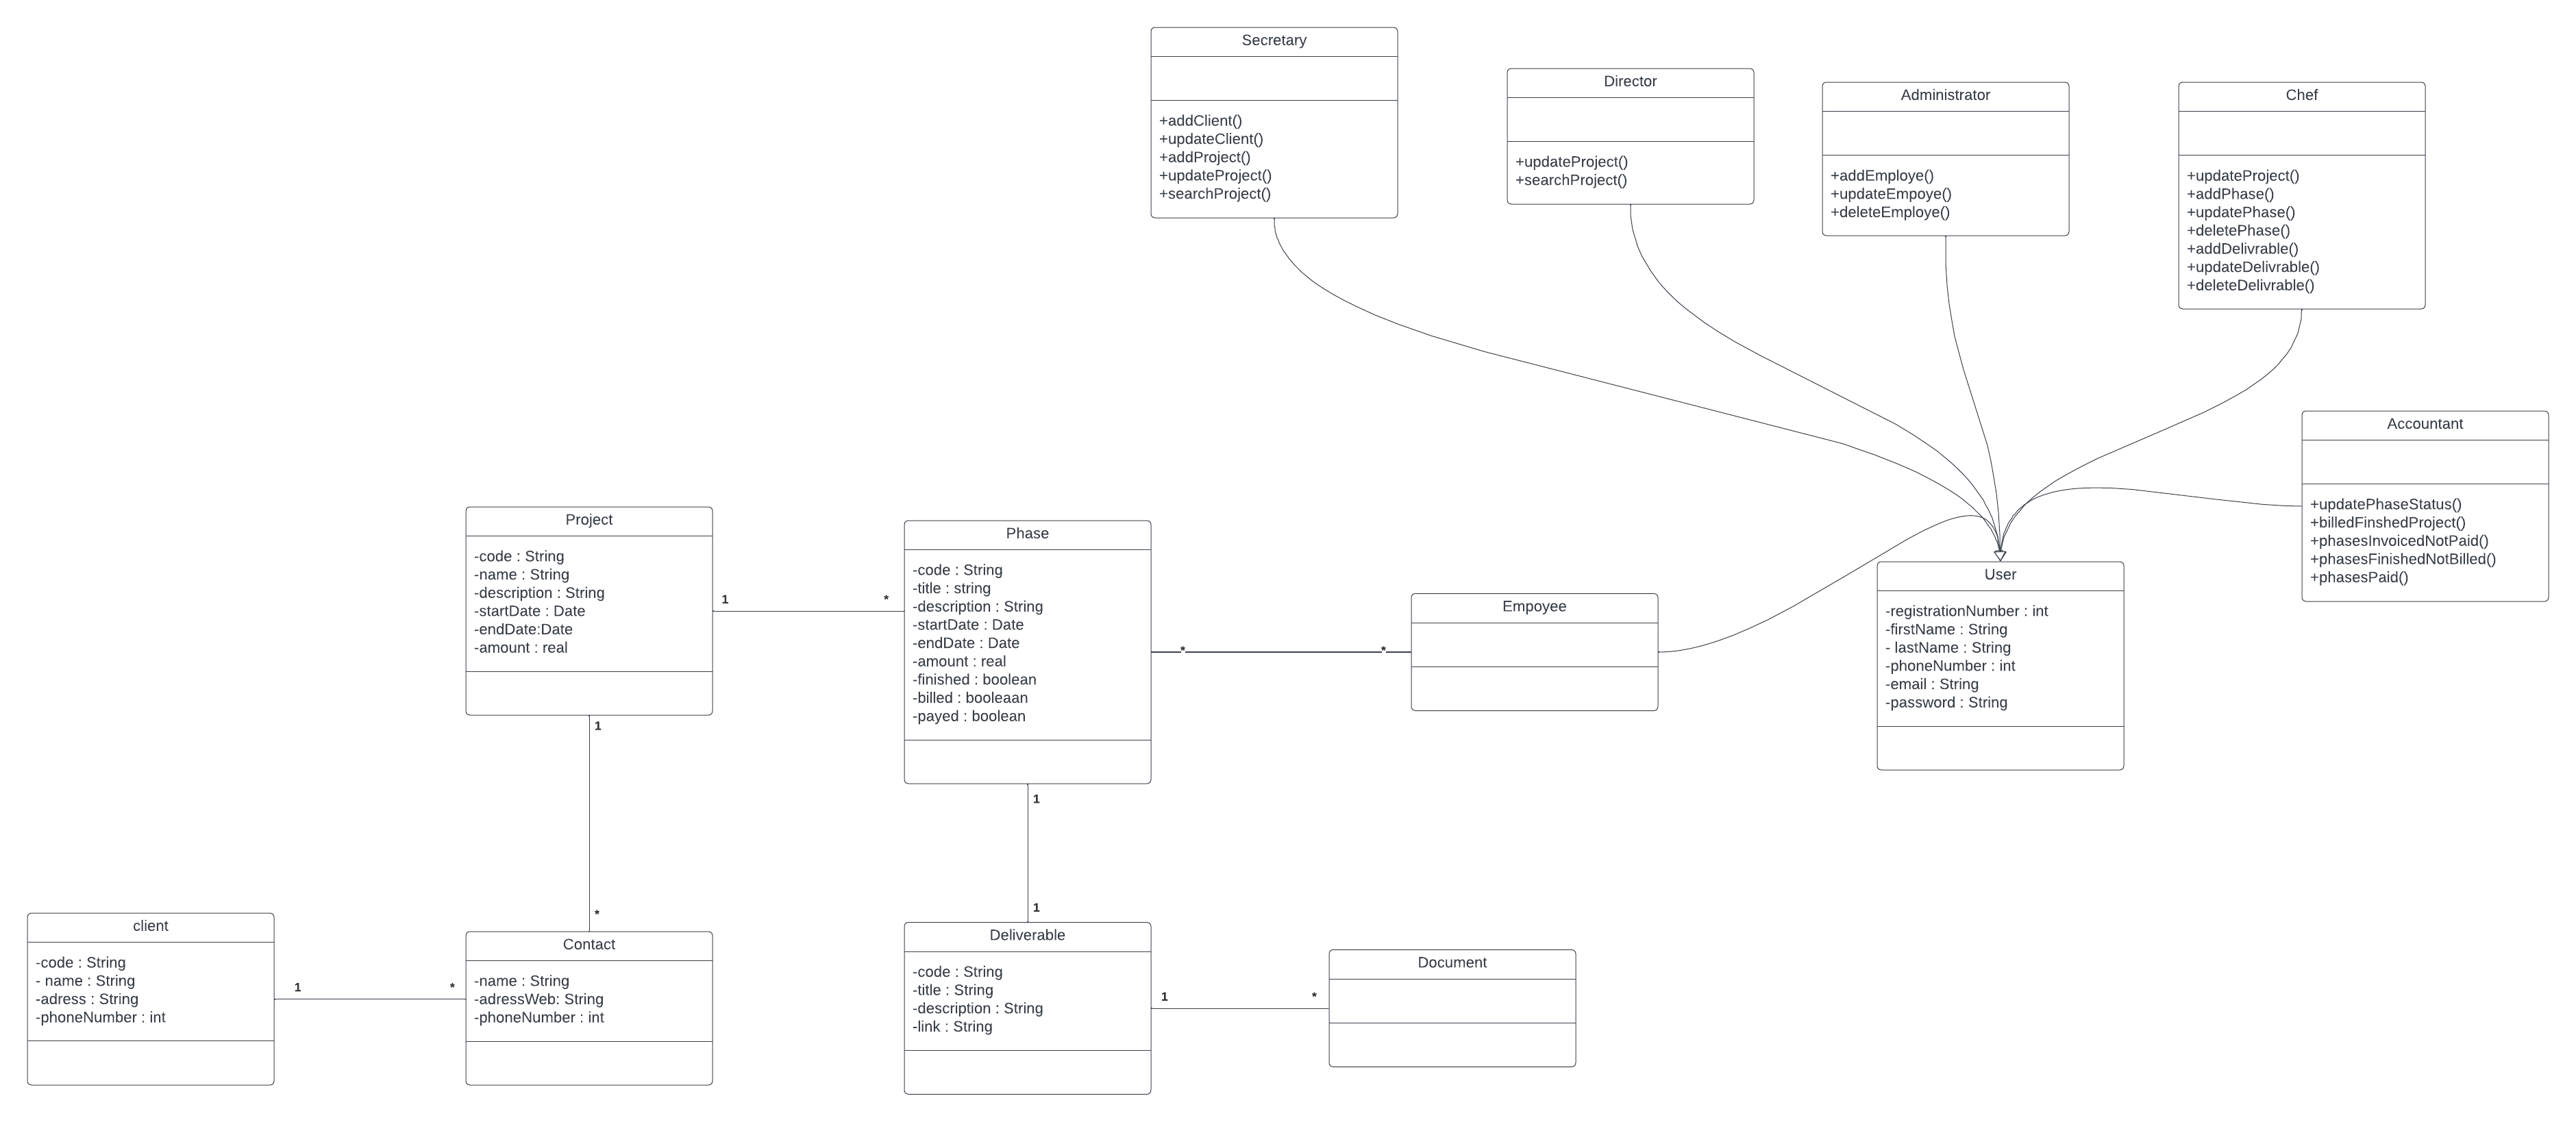 Secretary
+addClient()
+updateClient()
+addProject()
+updateProject()
+searchProject()
Director
+updateProject()
+searchProject()
Administrator
+addEmploye()
+updateEmpoye()
+deleteEmploye()
Chef
+updateProject()
+addPhase()
+updatePhase()
+deletePhase()
+addDelivrable()
+updateDelivrable()
+deleteDelivrable()
Accountant
+updatePhaseStatus()
+billedFinshedProject()
+phasesInvoicedNotPaid()
+phasesFinishedNotBilled()
+phasesPaid()
Project
-code : String
-name : String
-description : String
-startDate : Date
-endDate:Date
-amount : real
1
*
Phase
-code : String
-title : string
-description : String
-startDate : Date
-endDate : Date
-amount : real
-finished : boolean
-billed : booleaan
-payed : boolean
*
*
Empoyee
User
-registrationNumber : int
-firstName : String
- lastName : String
-phoneNumber : int
-email : String
-password : String
1
*
1
1
client
-code : String
- name : String
-adress : String
-phoneNumber : int
1
*
Contact
-name : String
-adressWeb: String
-phoneNumber : int
Deliverable
-code : String
-title : String
-description : String
-link : String
1
*
Document